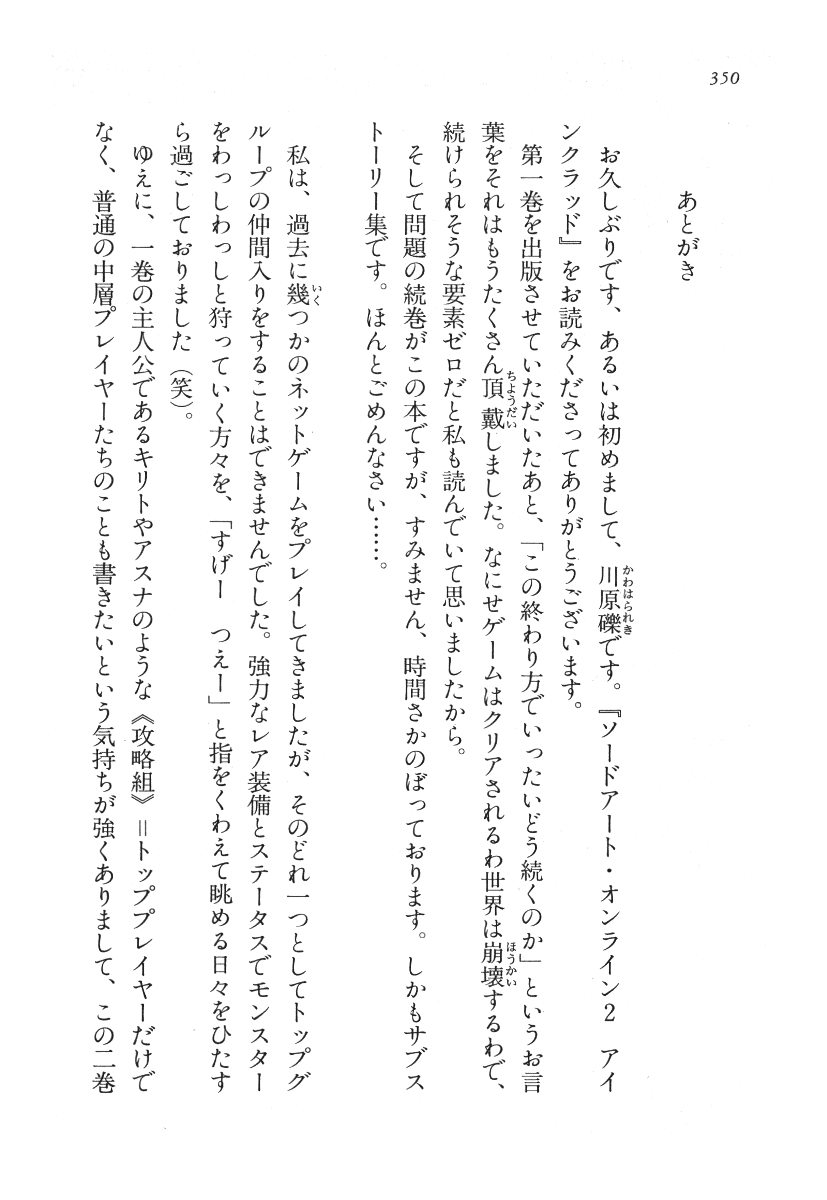 350
あとがき
お久しぶりです、あるいは初めまして、川原礫です。『ソードアート・オンライン２　アイ
ンクラッド』をお読みくださってありがとうございます。
第一巻を出版させていただいたあと、「この終わり方でいったいどう続くのか」というお言
葉をそれはもうたくさん頂戴しました。なにせゲームはクリアされるわ世界は崩壊するわで、
続けられそうな要素ゼロだと私も読んでいて思いましたから。
そして問題の続巻がこの本ですが、すみません、時間さかのぼっております。しかもサブス
トーリー集です。ほんとごめんなさい……。
私は、過去に幾つかのネットゲームをプレイしてきましたが、そのどれ一つとしてトップグ
ループの仲間入りをすることはできませんでした。強力なレア装備とステータスでモンスター
をわっしわっしと狩っていく方々を、「すげー　つえー」と指をくわえて眺める日々をひたす
ら過ごしておりました（笑）。
ゆえに、一巻の主人公であるキリトやアスナのような《攻略組》＝トッププレイヤーだけで
なく、普通の中層プレイヤーたちのことも書きたいという気持ちが強くありまして、この二巻